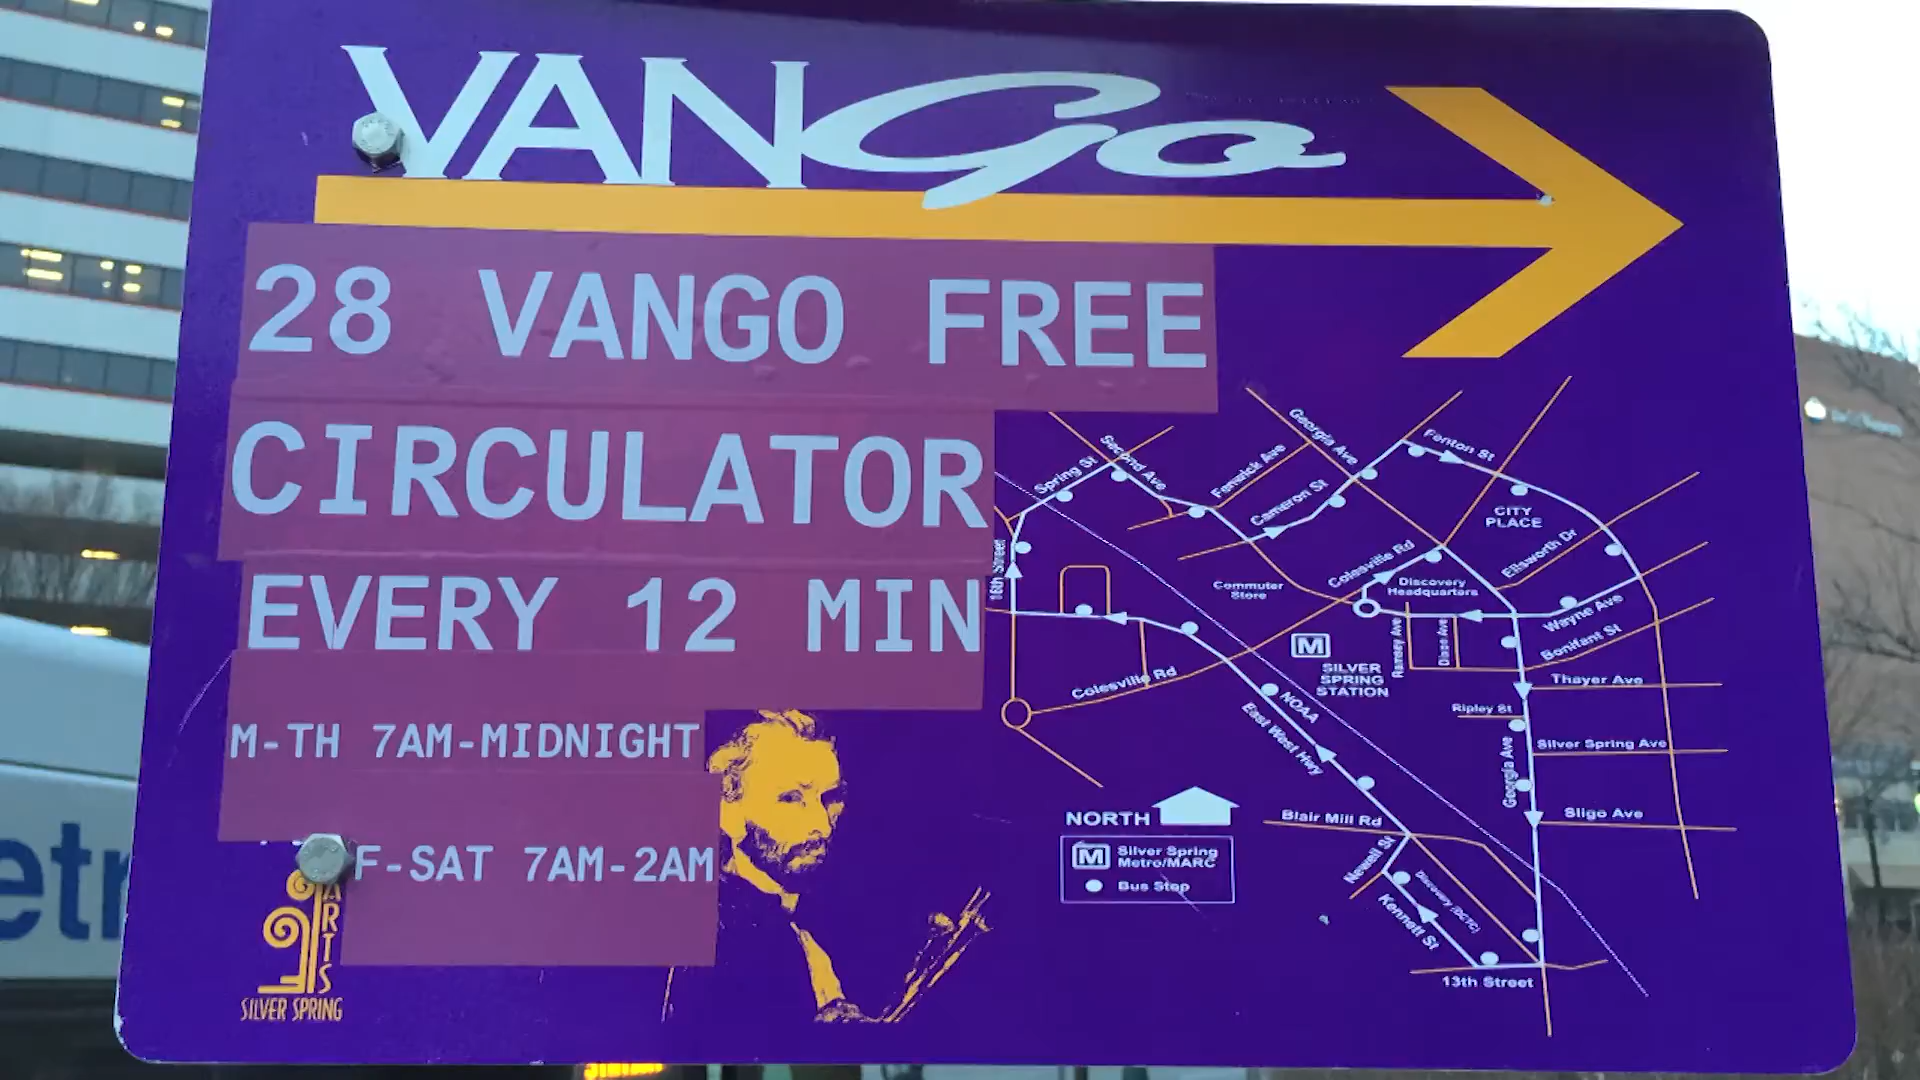 VANGo
28 VANGO FREE
CIRCULATOR
EVERY 12 MIN
M-TH 7AM-MIDNIGHT
F-SAT 7AM-2AM
ARTS
SILVER SPRING
Spring St
Second Ave
Fenwick Ave
Georgia Ave
Cameron St
Fenton St
CITY
PLACE
Ellsworth Dr
16th Street
Commuter
Store
Colesville Rd
Discovery
Headquarters
Wayne Ave
Bonifant St
Ramsey Ave
Dixon Ave
M
SILVER
SPRING
STATION
Thayer Ave
Colesville Rd
NOAA
East West Hwy
Ripley St
Silver Spring Ave
Georgia Ave
Sligo Ave
Blair Mill Rd
Newell St
Discovery (DCTC)
Kennett St
13th Street
NORTH
M Silver Spring
Metro/MARC
Bus Stop
etr